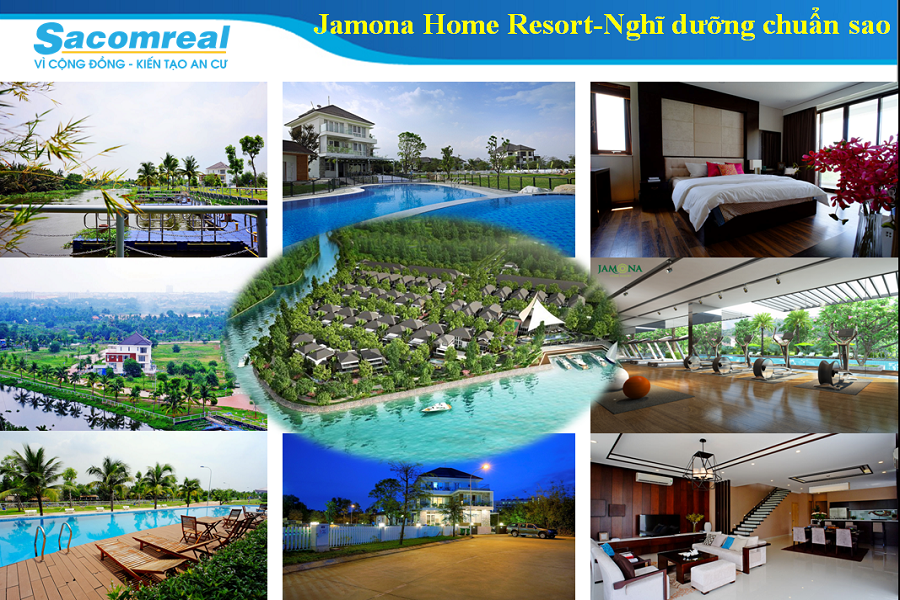 Sacomreal
VÌ CỘNG ĐỒNG - KIẾN TẠO AN CƯ
Jamona Home Resort-Nghĩ dưỡng chuẩn sao
JAMONA